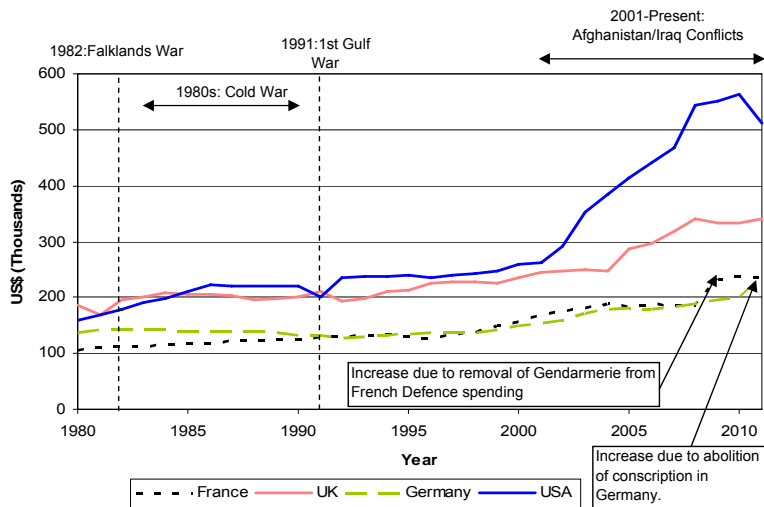 2001-Present:
Afghanistan/Iraq Conflicts
1991:1st Gulf
War
1982:Falklands War
1980s: Cold War
600
500
400
300
200
100
0
US$ (Thousands)
1980
1985
1990
1995
2000
2005
2010
Year
Increase due to removal of Gendarmerie from
French Defence spending
Increase due to abolition
of conscription in
Germany.
France
UK
Germany
USA